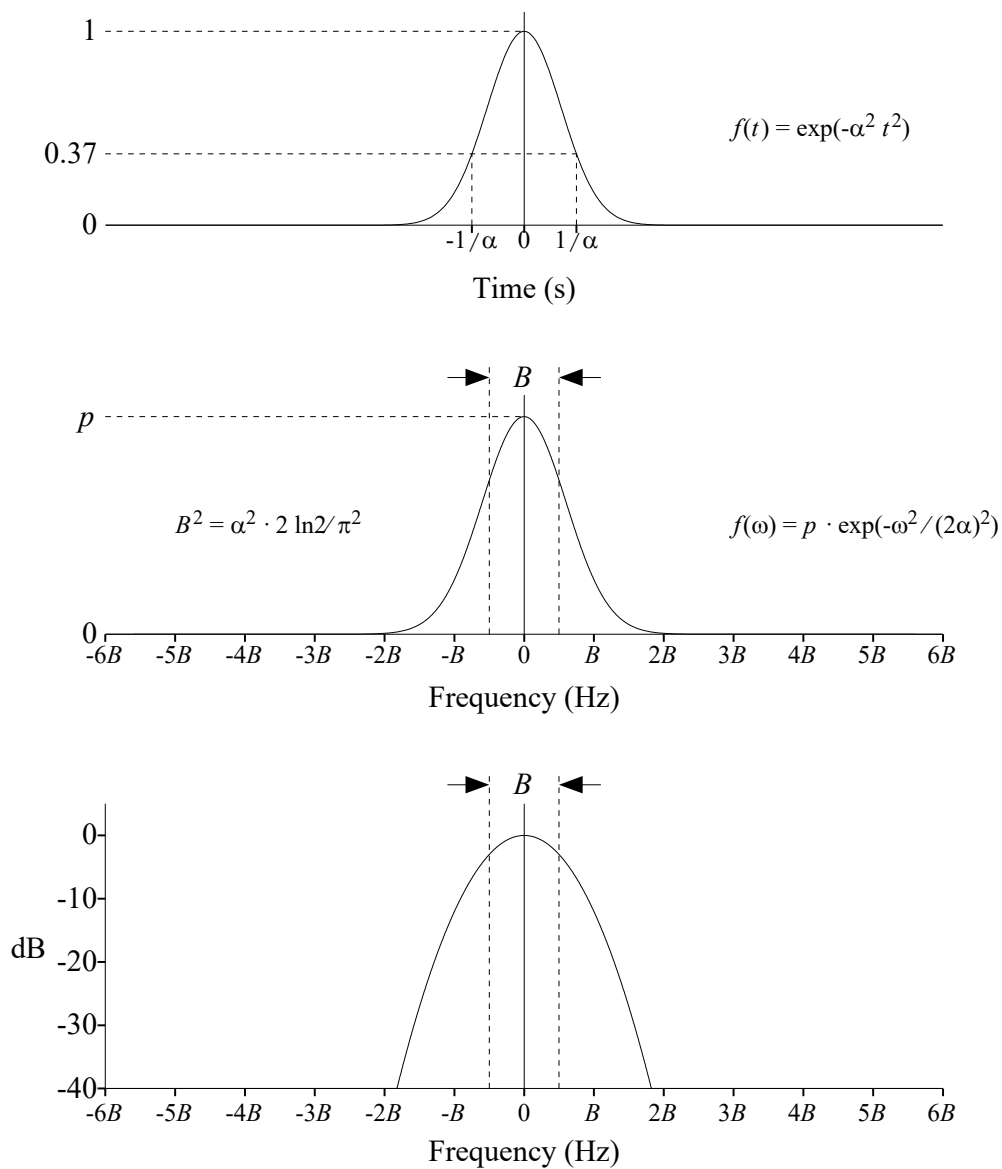 1
f(t) = exp(-α² t²)
0.37
0
-1/α 0 1/α
Time (s)
B
p
B² = α² · 2 ln2/π²
f(ω) = p · exp(-ω²/(2α)²)
0
-6B -5B -4B -3B -2B -B 0 B 2B 3B 4B 5B 6B
Frequency (Hz)
B
0
-10
dB
-20
-30
-40
-6B -5B -4B -3B -2B -B 0 B 2B 3B 4B 5B 6B
Frequency (Hz)